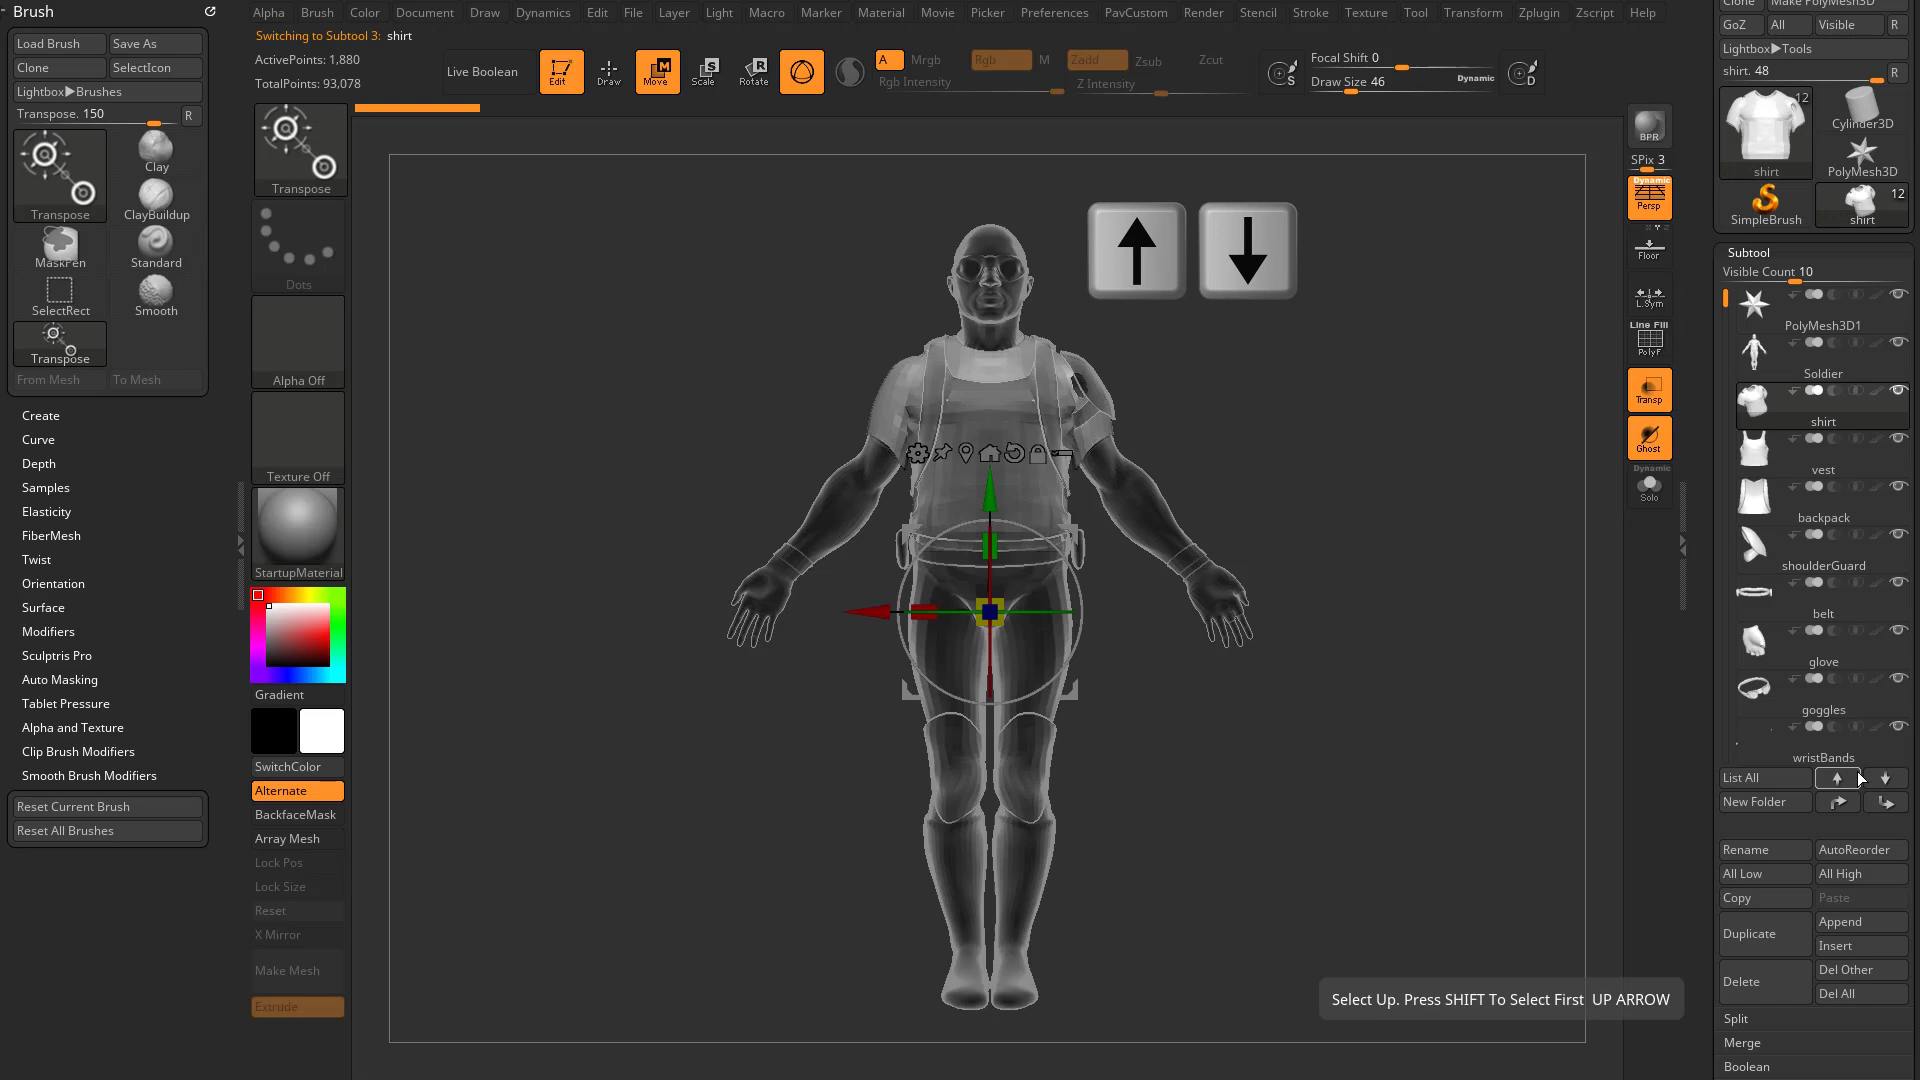 Brush
Alpha Brush Color Document Draw Dynamics Edit File Layer Light Macro Marker Material Movie Picker Preferences PavCustom Render Stencil Stroke Texture Tool Transform Zplugin Zscript Help
Switching to Subtool 3: shirt
ActivePoints: 1,880
TotalPoints: 93,078
Load Brush Save As
Clone SelectIcon
Lightbox▶Brushes
Transpose. 150 R
Transpose
Clay
ClayBuildup
MaskPen
Standard
SelectRect
Smooth
Transpose
From Mesh To Mesh
Create
Curve
Depth
Samples
Elasticity
FiberMesh
Twist
Orientation
Surface
Modifiers
Sculptris Pro
Auto Masking
Tablet Pressure
Alpha and Texture
Clip Brush Modifiers
Smooth Brush Modifiers
Reset Current Brush
Reset All Brushes
Live Boolean
Edit
Draw
Move
Scale
Rotate
A Mrgb Rgb M Zadd Zsub Zcut
Rgb Intensity
Z Intensity
Focal Shift 0
Draw Size 46 Dynamic
S
D
Transpose
Dots
Alpha Off
Texture Off
StartupMaterial
Gradient
SwitchColor
Alternate
BackfaceMask
Array Mesh
Lock Pos
Lock Size
Reset
X Mirror
Make Mesh
Extrude
BPR
SPix 3
Dynamic
Persp
Floor
L.Sym
Line Fill
PolyF
Transp
Ghost
Dynamic
Solo
Clone Make PolyMesh3D
GoZ All Visible R
Lightbox▶Tools
shirt. 48 R
12
shirt
Cylinder3D
PolyMesh3D
SimpleBrush
12
shirt
Subtool
Visible Count 10
PolyMesh3D1
Soldier
shirt
vest
backpack
shoulderGuard
belt
glove
goggles
wristBands
List All
New Folder
Rename AutoReorder
All Low All High
Copy Paste
Duplicate Append
Insert
Delete Del Other
Del All
Split
Merge
Boolean
Select Up. Press SHIFT To Select First UP ARROW